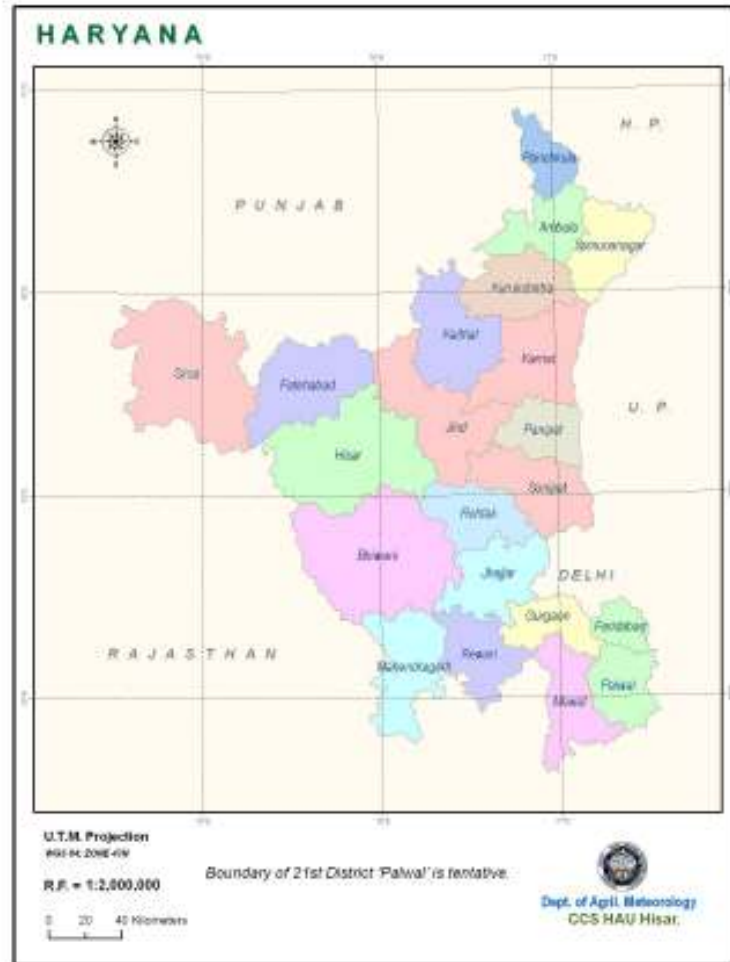 HARYANA
H. P.
Panchkula
PUNJAB
Ambala
Yamunanagar
Kurukshetra
Kaithal
Karnal
Sirsa
Fatehabad
U. P.
Jind
Panipat
Hisar
Sonipat
Rohtak
Bhiwani
Jhajjar
DELHI
Gurgaon
Faridabad
RAJASTHAN
Rewari
Mahendragarh
Palwal
Mewat
U.T.M. Projection
R.F. = 1:2,000,000
Boundary of 21st District 'Palwal' is tentative.
0 20 40 Kilometers
Dept. of Agril. Meteorology
CCS HAU Hisar.